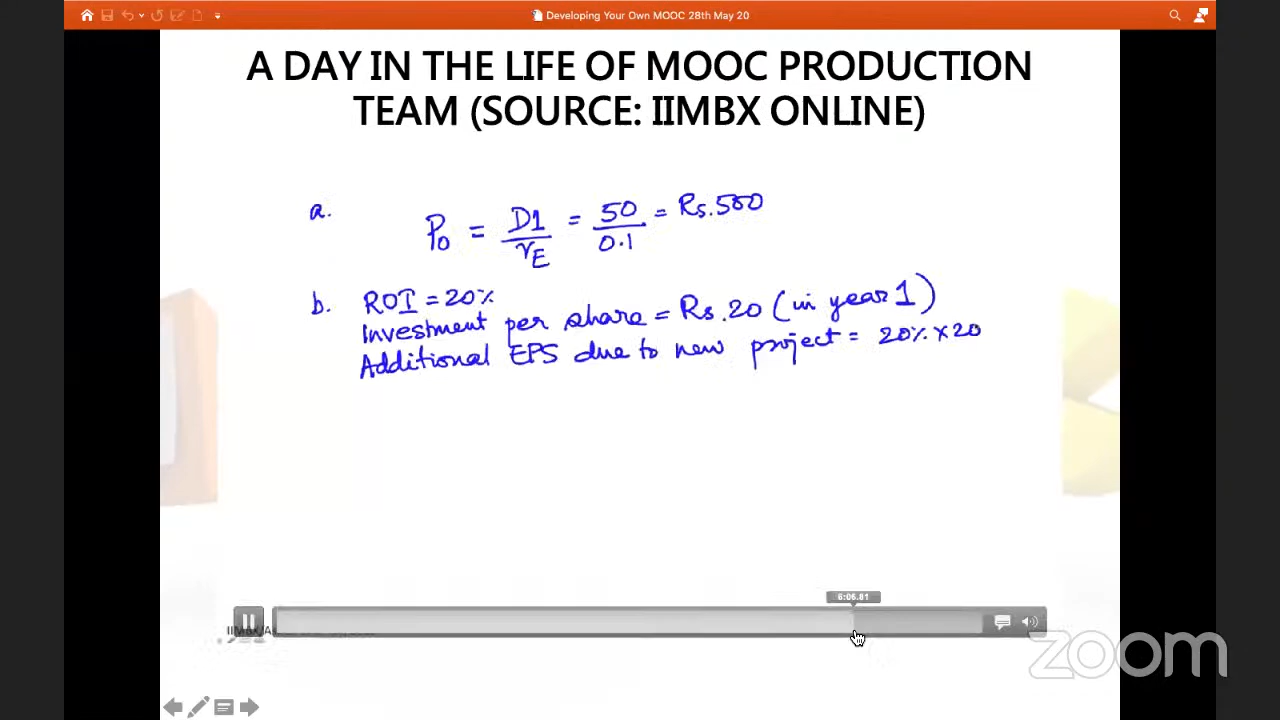 Developing Your Own MOOC 28th May 20
A DAY IN THE LIFE OF MOOC PRODUCTION
TEAM (SOURCE: IIMBX ONLINE)
a.
P0 = D1/rE = 50/0.1 = Rs.500
b. ROI = 20%
Investment per share = Rs.20 (in year 1)
Additional EPS due to new project = 20% x 20
6:06.81
zoom